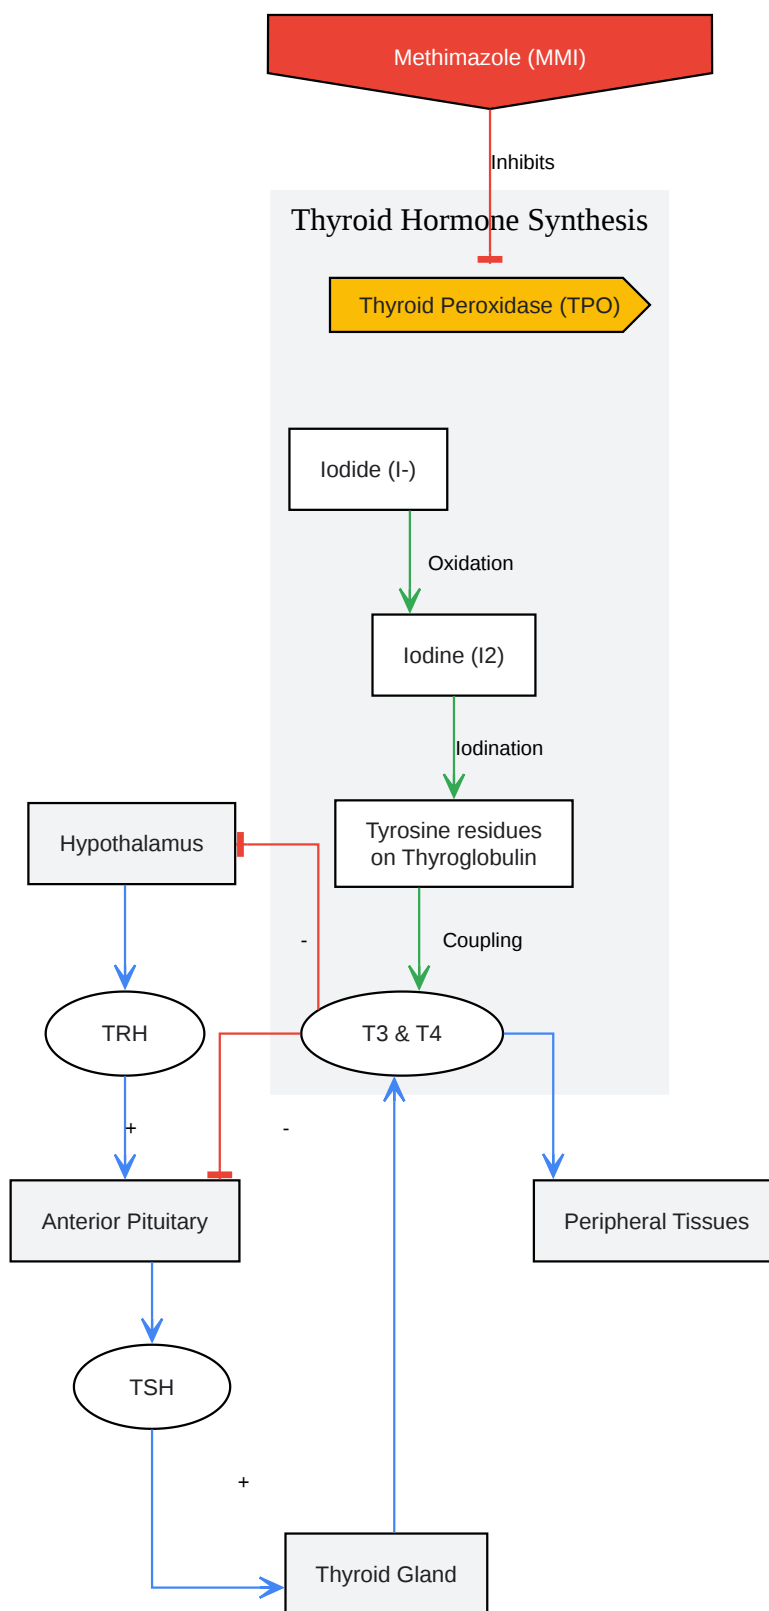 Methimazole (MMI)
Inhibits
Thyroid Hormone Synthesis
Thyroid Peroxidase (TPO)
Iodide (I-)
Oxidation
Iodine (I2)
Iodination
Tyrosine residues
on Thyroglobulin
Hypothalamus
Coupling
-
TRH
T3 & T4
+
-
Anterior Pituitary
Peripheral Tissues
TSH
+
Thyroid Gland